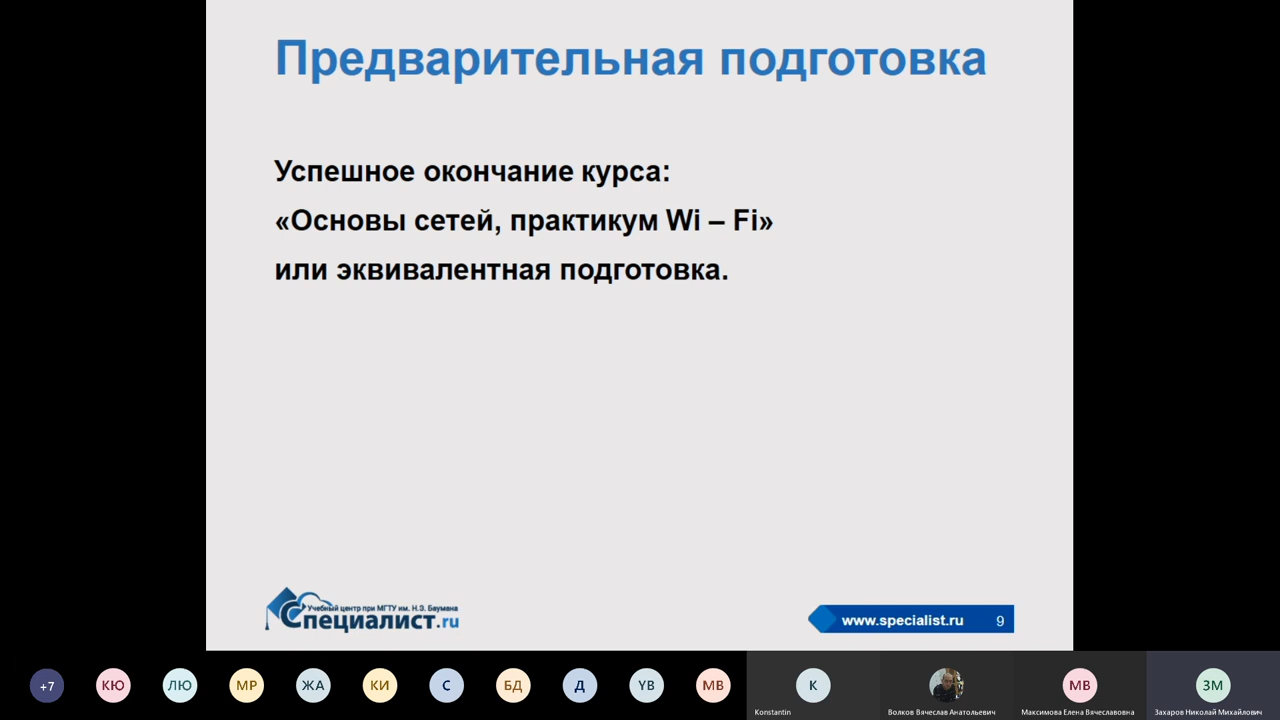 Предварительная подготовка
Успешное окончание курса:
«Основы сетей, практикум Wi – Fi»
или эквивалентная подготовка.
Учебный центр при МГТУ им. Н.Э. Баумана
Специалист.ru
www.specialist.ru 9
+7 КЮ ЛЮ МР ЖА КИ С БД Д YB МВ К МВ ЗМ
Konstantin Волков Вячеслав Анатольевич Максимова Елена Вячеславовна Захаров Николай Михайлович